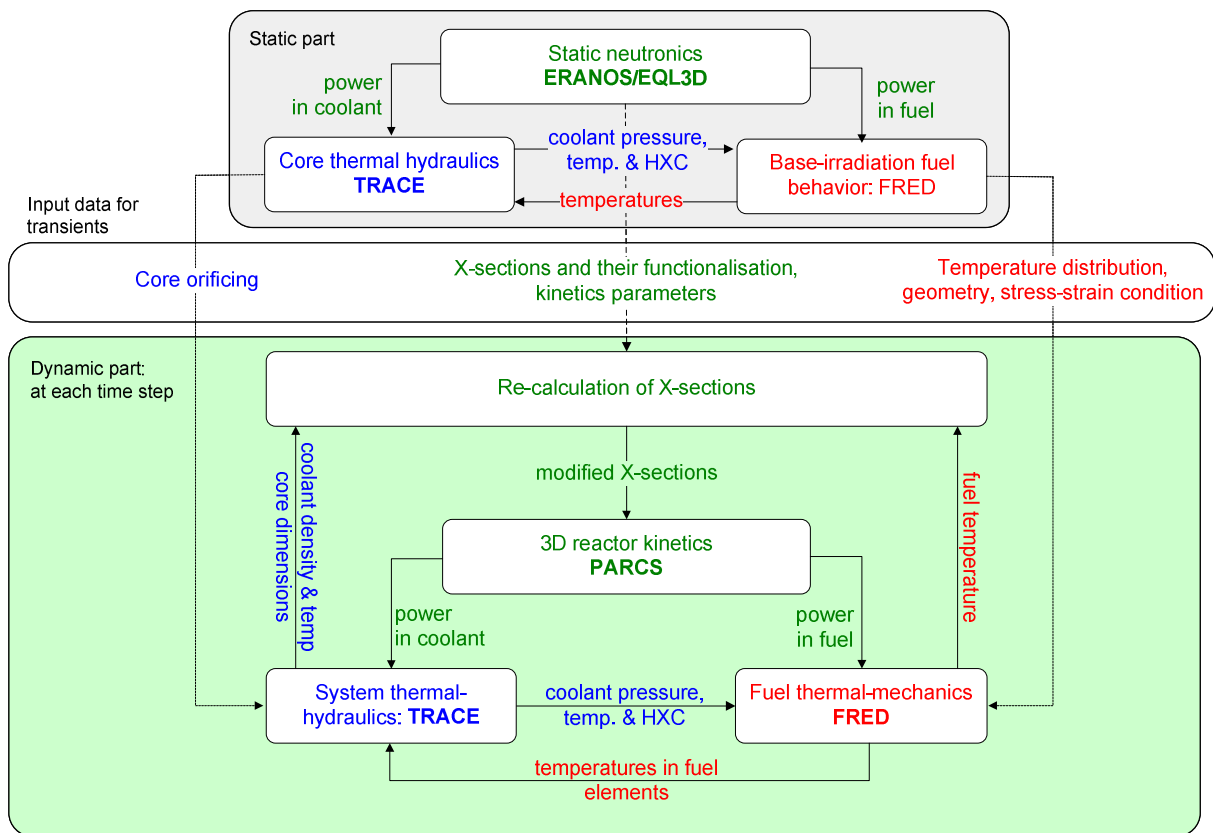 Static part
Static neutronics
ERANOS/EQL3D
power
in coolant
power
in fuel
Core thermal hydraulics
TRACE
coolant pressure,
temp. & HXC
temperatures
Base-irradiation fuel
behavior: FRED
Input data for
transients
Core orificing
X-sections and their functionalisation,
kinetics parameters
Temperature distribution,
geometry, stress-strain condition
Dynamic part:
at each time step
Re-calculation of X-sections
coolant density & temp
core dimensions
modified X-sections
fuel temperature
3D reactor kinetics
PARCS
power
in coolant
power
in fuel
System thermal-
hydraulics: TRACE
coolant pressure,
temp. & HXC
Fuel thermal-mechanics
FRED
temperatures in fuel
elements